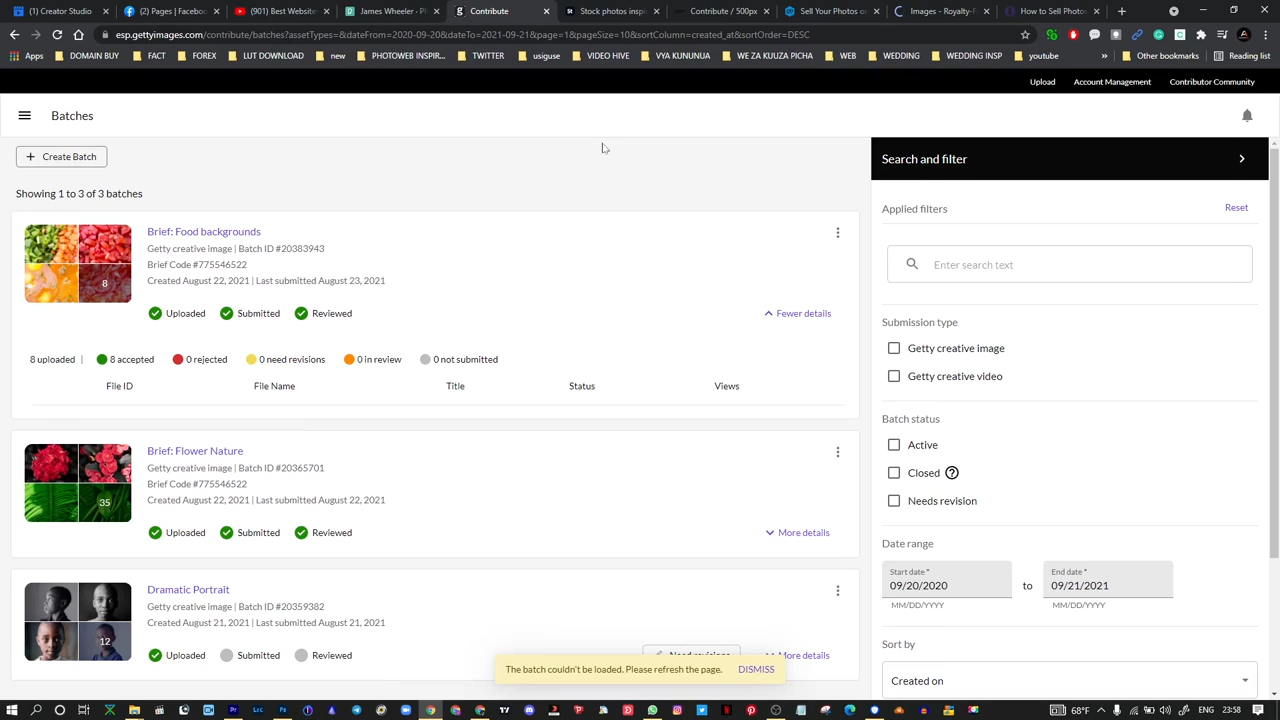 (1) Creator Studio
(2) Pages | Facebo
(901) Best Websites
James Wheeler - Ph
Contribute
Stock photos inspi
Contribute / 500px
Sell Your Photos or
Images - Royalty-F
How to Sell Photos
esp.gettyimages.com/contribute/batches?assetTypes=&dateFrom=2020-09-20&dateTo=2021-09-21&page=1&pageSize=10&sortColumn=created_at&sortOrder=DESC
Apps DOMAIN BUY FACT FOREX LUT DOWNLOAD new PHOTOWEB INSPIR TWITTER usiguse VIDEO HIVE VYA KUNUNUA WE ZA KUUZA PICHA WEB WEDDING WEDDING INSP youtube » Other bookmarks Reading list
Upload Account Management Contributor Community
Batches
+ Create Batch
Search and filter
Showing 1 to 3 of 3 batches
Applied filters Reset
Brief: Food backgrounds
Getty creative image | Batch ID #20383943
Brief Code #775546522
Created August 22, 2021 | Last submitted August 23, 2021
8
Uploaded Submitted Reviewed
Fewer details
8 uploaded | 8 accepted 0 rejected 0 need revisions 0 in review 0 not submitted
File ID File Name Title Status Views
Brief: Flower Nature
Getty creative image | Batch ID #20365701
Brief Code #775546522
Created August 22, 2021 | Last submitted August 22, 2021
35
Uploaded Submitted Reviewed
More details
Dramatic Portrait
Getty creative image | Batch ID #20359382
Created August 21, 2021 | Last submitted August 21, 2021
12
Uploaded Submitted Reviewed
Need revisions
More details
The batch couldn't be loaded. Please refresh the page. DISMISS
Enter search text
Submission type
Getty creative image
Getty creative video
Batch status
Active
Closed ?
Needs revision
Date range
Start date *
09/20/2020
MM/DD/YYYY
to
End date *
09/21/2021
MM/DD/YYYY
Sort by
Created on
68°F
ENG 23:58